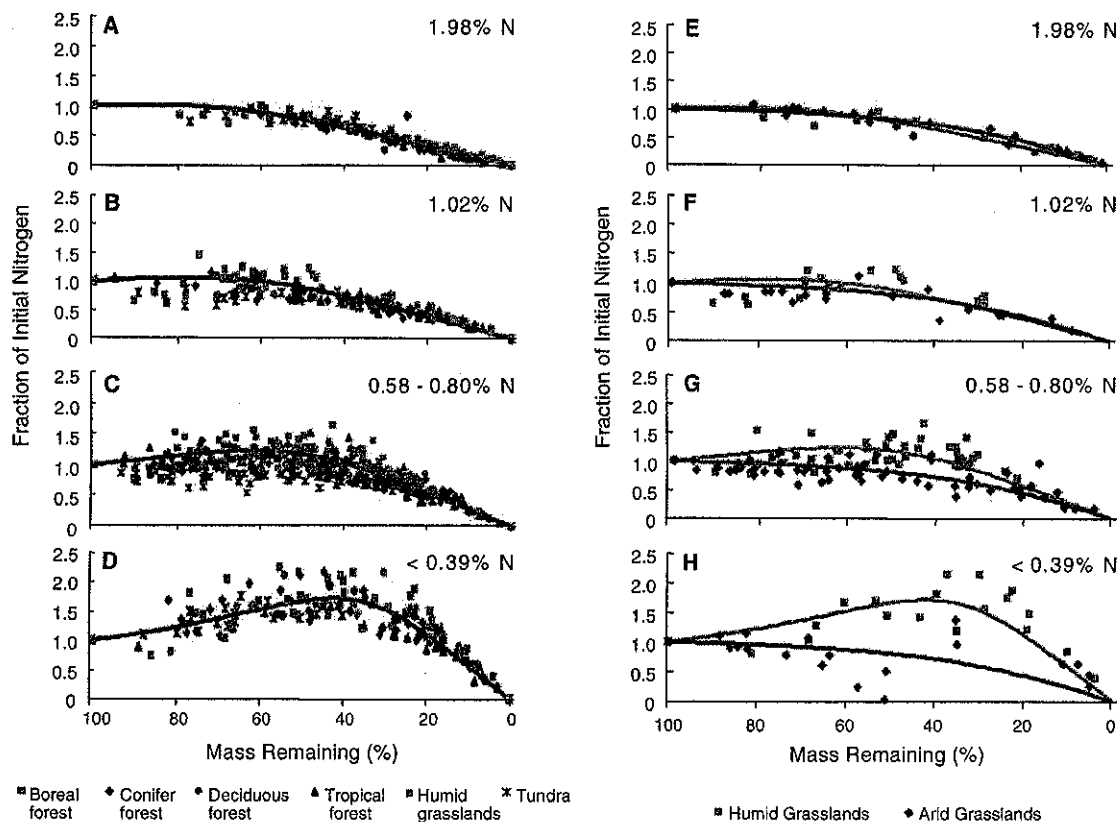 A
1.98% N
2.5
2.0
1.5
1.0
0.5
0
B
1.02% N
2.5
2.0
1.5
1.0
0.5
0
C
0.58 - 0.80% N
2.5
2.0
1.5
1.0
0.5
0
D
< 0.39% N
2.5
2.0
1.5
1.0
0.5
0
Fraction of Initial Nitrogen
100
80
60
40
20
0
Mass Remaining (%)
E
1.98% N
2.5
2.0
1.5
1.0
0.5
0
F
1.02% N
2.5
2.0
1.5
1.0
0.5
0
G
0.58 - 0.80% N
2.5
2.0
1.5
1.0
0.5
0
H
< 0.39% N
2.5
2.0
1.5
1.0
0.5
0
Fraction of Initial Nitrogen
100
80
60
40
20
0
Mass Remaining (%)
Boreal forest
Conifer forest
Deciduous forest
Tropical forest
Humid grasslands
Tundra
Humid Grasslands
Arid Grasslands